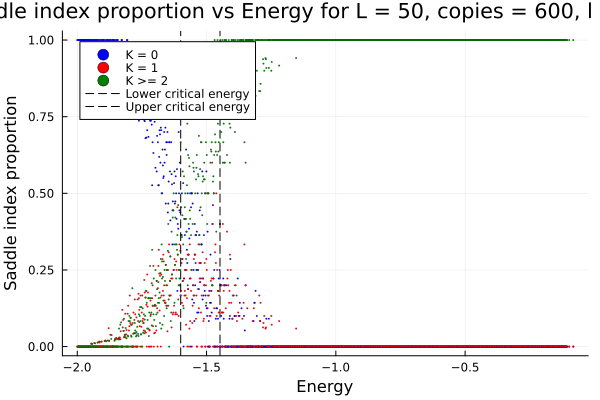 dle index proportion vs Energy for L = 50, copies = 600,
1.00
K = 0
K = 1
K >= 2
Lower critical energy
Upper critical energy
0.75
0.50
0.25
0.00
Saddle index proportion
−2.0
−1.5
−1.0
−0.5
Energy